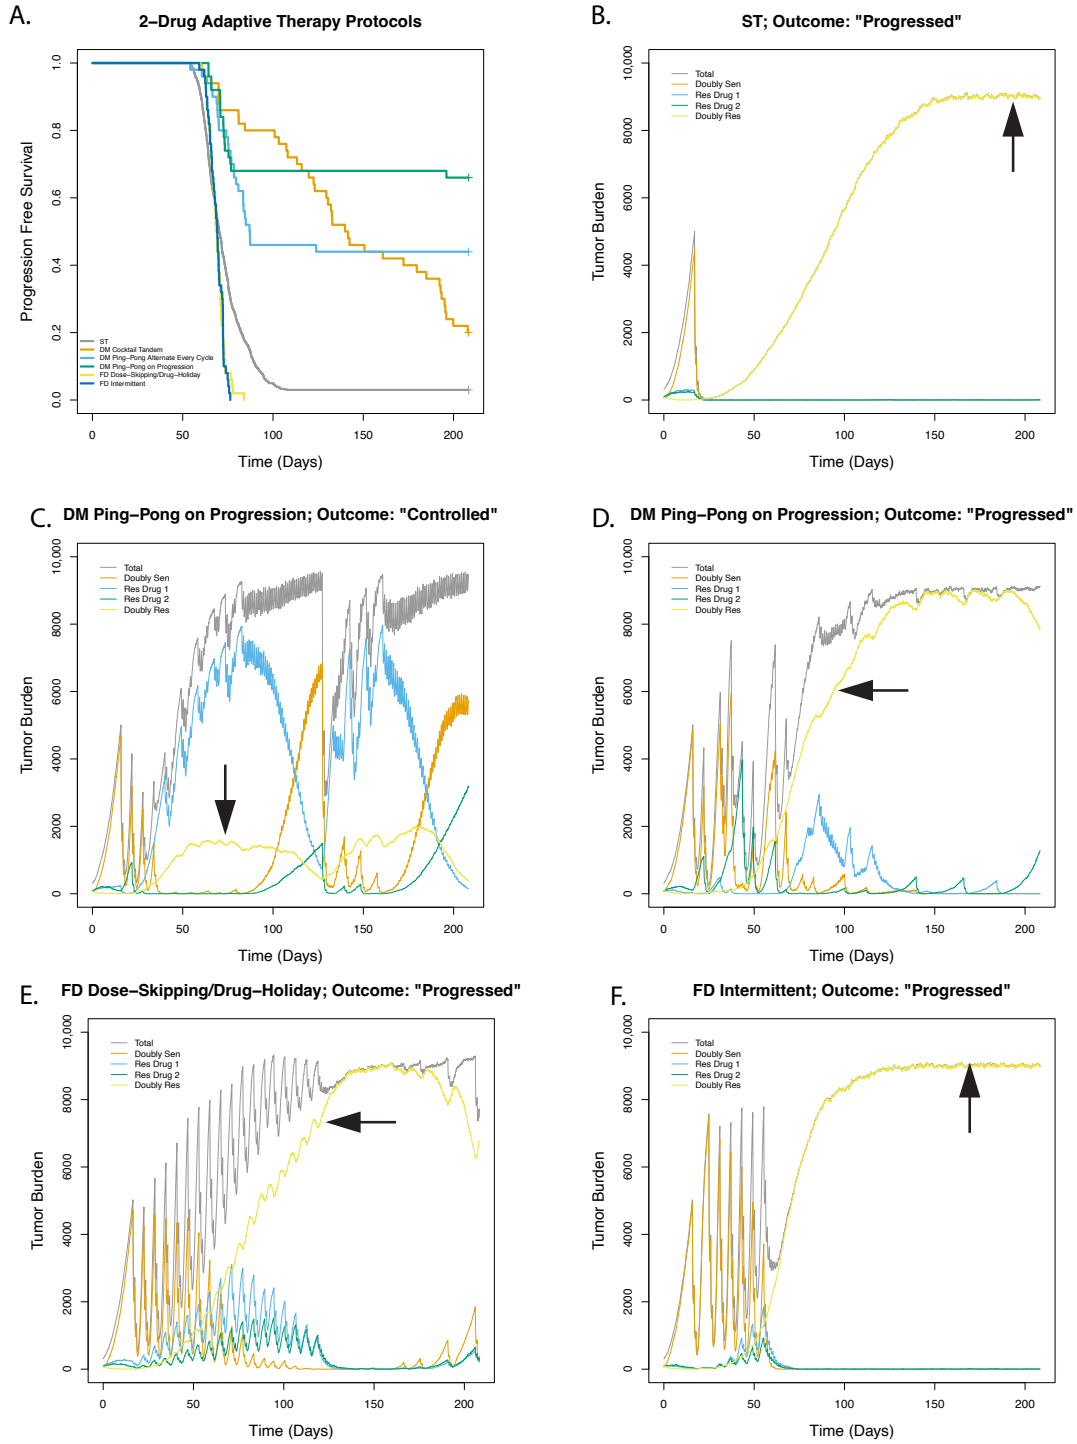 A.
2−Drug Adaptive Therapy Protocols
Progression Free Survival
0.0
0.2
0.4
0.6
0.8
1.0
ST
DM Cocktail Tandem
DM Ping−Pong Alternate Every Cycle
DM Ping−Pong on Progression
FD Dose−Skipping/Drug−Holiday
FD Intermittent
0 50 100 150 200
Time (Days)
B.
ST; Outcome: "Progressed"
Tumor Burden
0
2000
4000
6000
8000
10,000
Total
Doubly Sen
Res Drug 1
Res Drug 2
Doubly Res
0 50 100 150 200
Time (Days)
C.
DM Ping−Pong on Progression; Outcome: "Controlled"
Tumor Burden
0
2000
4000
6000
8000
10,000
Total
Doubly Sen
Res Drug 1
Res Drug 2
Doubly Res
0 50 100 150 200
Time (Days)
D.
DM Ping−Pong on Progression; Outcome: "Progressed"
Tumor Burden
0
2000
4000
6000
8000
10,000
Total
Doubly Sen
Res Drug 1
Res Drug 2
Doubly Res
0 50 100 150 200
Time (Days)
E.
FD Dose−Skipping/Drug−Holiday; Outcome: "Progressed"
Tumor Burden
0
2000
4000
6000
8000
10,000
Total
Doubly Sen
Res Drug 1
Res Drug 2
Doubly Res
0 50 100 150 200
Time (Days)
F.
FD Intermittent; Outcome: "Progressed"
Tumor Burden
0
2000
4000
6000
8000
10,000
Total
Doubly Sen
Res Drug 1
Res Drug 2
Doubly Res
0 50 100 150 200
Time (Days)